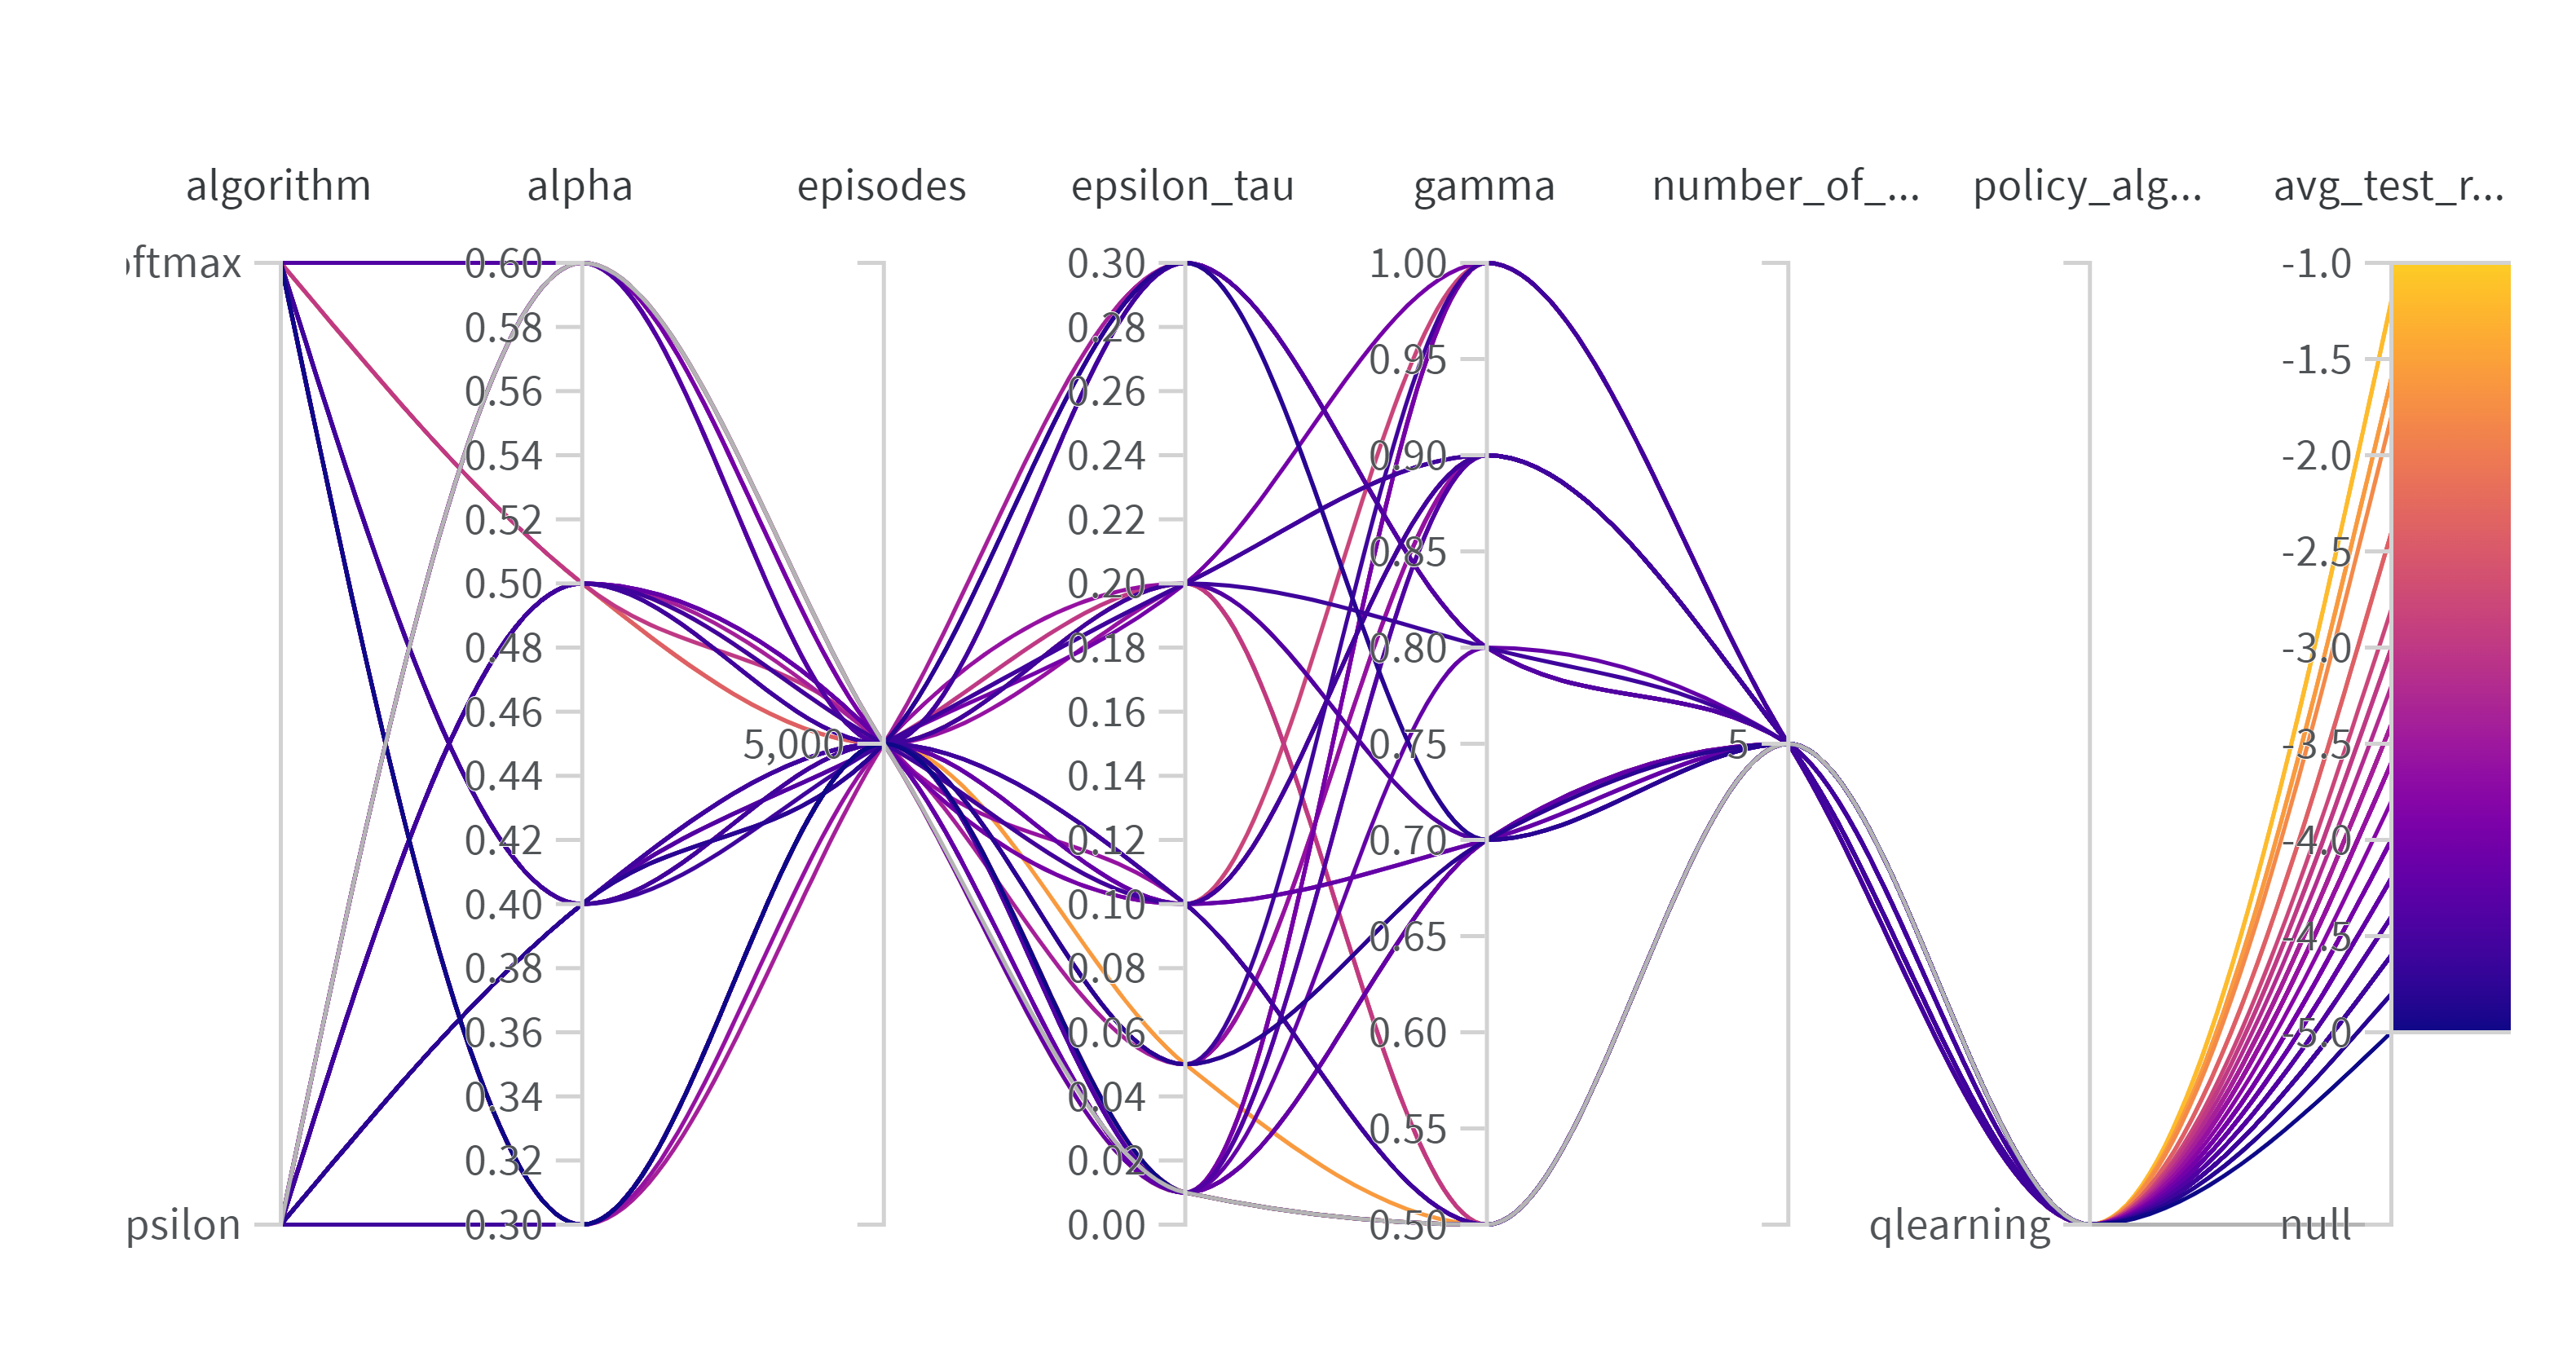 algorithm alpha episodes epsilon_tau gamma number_of_... policy_alg... avg_test_r...
oftmax 0.60 0.30 1.00 -1.0
0.58 0.28 0.95 -1.5
0.56 0.26
0.54 0.24 0.90 -2.0
0.52 0.22 0.85 -2.5
0.50 0.20
0.48 0.18 0.80 -3.0
0.46 0.16
5,000 0.75 5 -3.5
0.44 0.14
0.42 0.12 0.70 -4.0
0.40 0.10
0.38 0.08 0.65 -4.5
0.36 0.06 0.60 -5.0
0.34 0.04 0.55
0.32 0.02
psilon 0.30 0.00 0.50 qlearning null